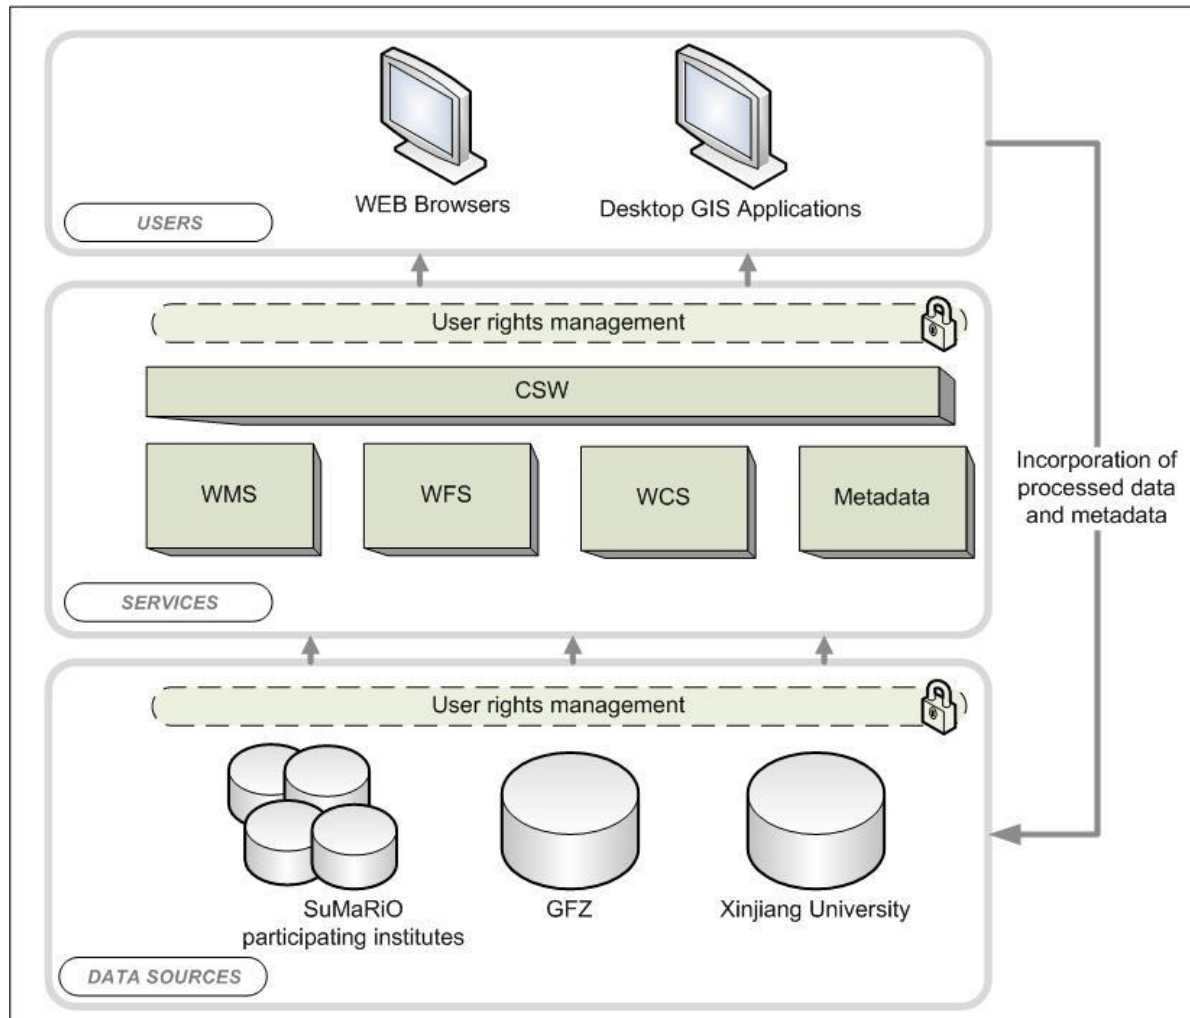 WEB Browsers
Desktop GIS Applications
USERS
User rights management
CSW
WMS
WFS
WCS
Metadata
SERVICES
Incorporation of
processed data
and metadata
User rights management
SuMaRiO
participating institutes
GFZ
Xinjiang University
DATA SOURCES